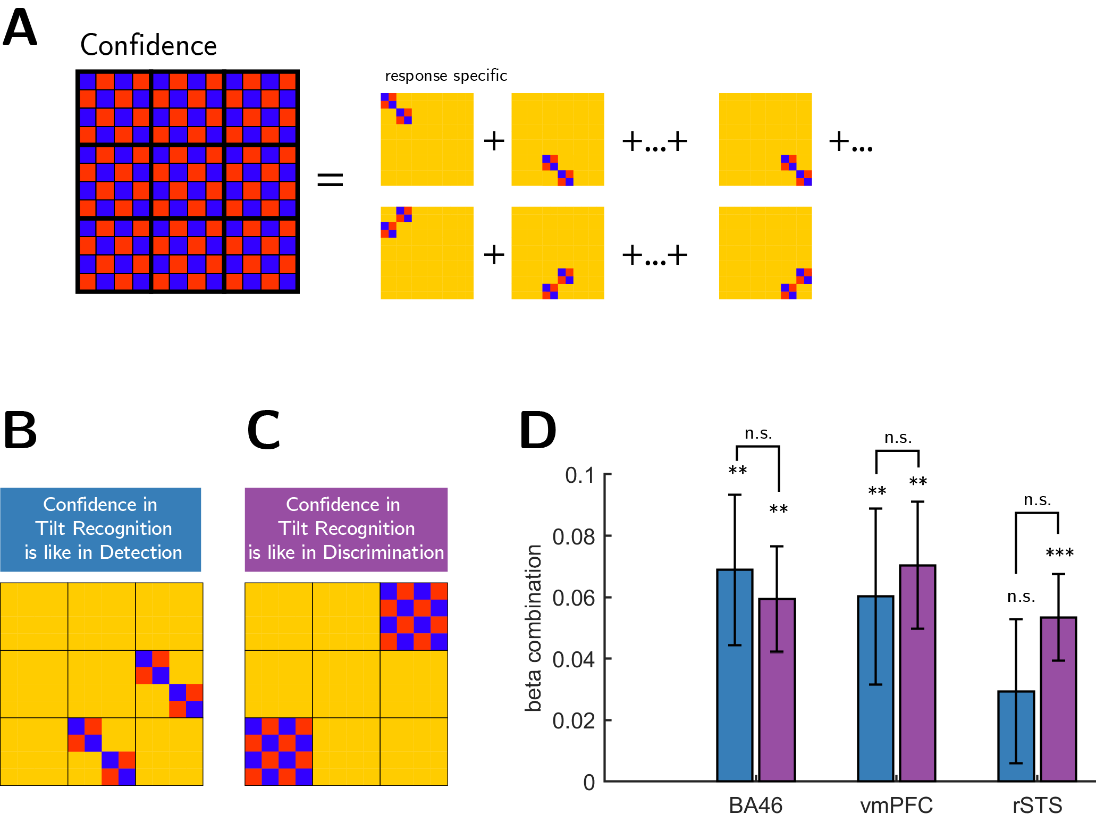 A
Confidence
response specific
=
+
+...+
+...
+
+...+
B
Confidence in
Tilt Recognition
is like in Detection
C
Confidence in
Tilt Recognition
is like in Discrimination
D
n.s.
n.s.
n.s.
**
**
**
**
n.s.
***
beta combination
0.1
0.08
0.06
0.04
0.02
0
BA46
vmPFC
rSTS